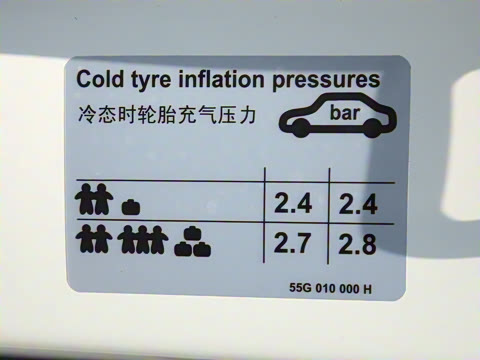 Cold tyre inflation pressures
冷态时轮胎充气压力
bar
2.4 2.4
2.7 2.8
55G 010 000 H